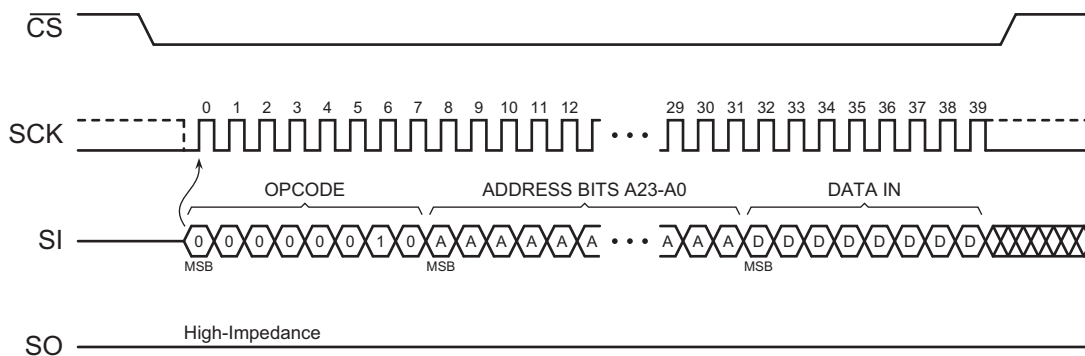 CS
SCK
0 1 2 3 4 5 6 7 8 9 10 11 12 29 30 31 32 33 34 35 36 37 38 39
OPCODE ADDRESS BITS A23-A0 DATA IN
SI 0 0 0 0 0 0 1 0 A A A A A A A A A D D D D D D D D
MSB MSB MSB
High-Impedance
SO